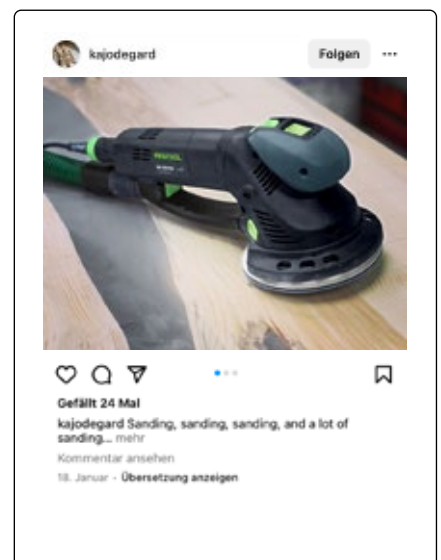 kajodegard
Folgen
FESTOOL
Gefällt 24 Mal
kajodegard Sanding, sanding, sanding, and a lot of
sanding... mehr
Kommentar ansehen
18. Januar - Übersetzung anzeigen